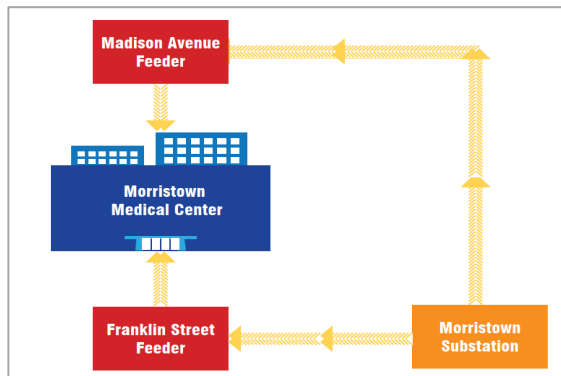 Madison Avenue
Feeder
Morristown
Medical Center
Franklin Street
Feeder
Morristown
Substation